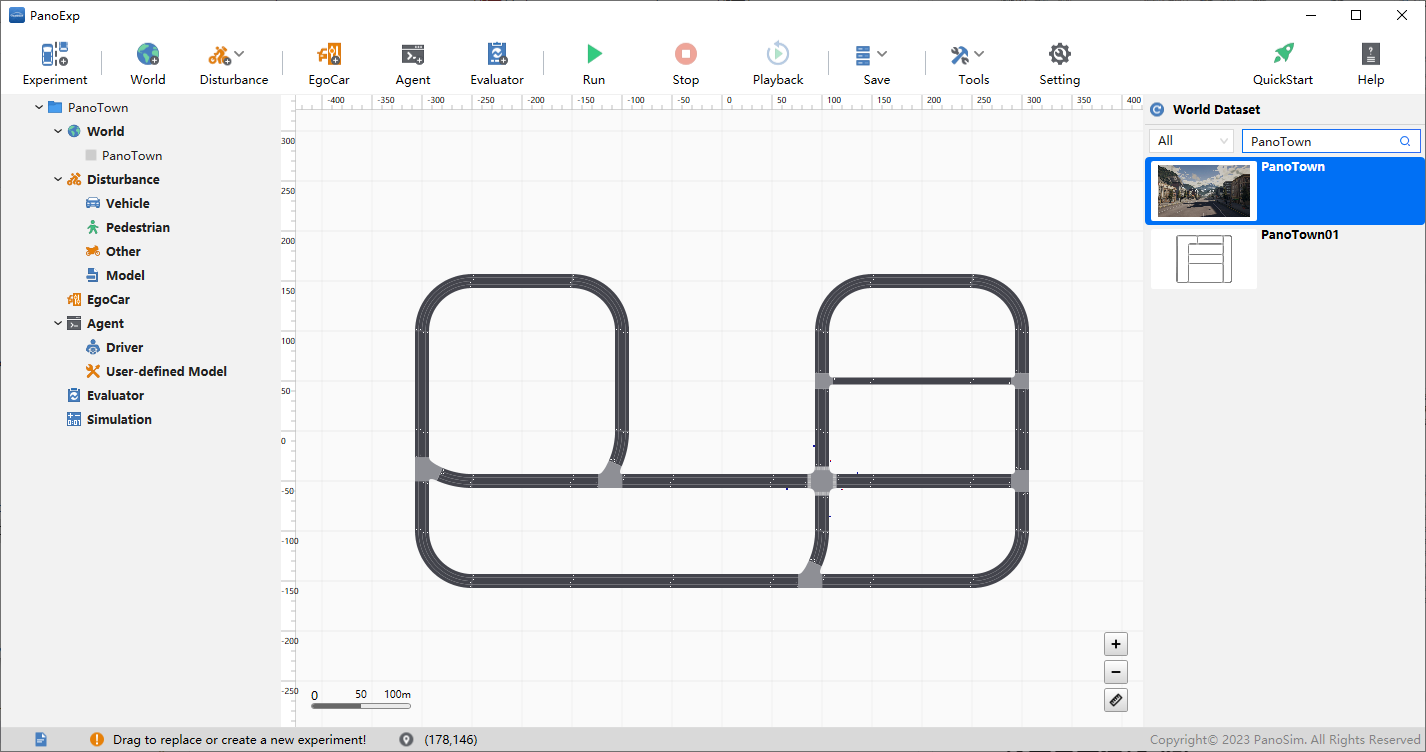 PanoExp
Experiment World Disturbance EgoCar Agent Evaluator Run Stop Playback Save Tools Setting QuickStart Help
PanoTown
World
PanoTown
Disturbance
Vehicle
Pedestrian
Other
Model
EgoCar
Agent
Driver
User-defined Model
Evaluator
Simulation
-400 -350 -300 -250 -200 -150 -100 -50 0 50 100 150 200 250 300 350 400
300
250
200
150
100
50
0
-50
-100
-150
-200
-250
0 50 100m
+
−
World Dataset
All PanoTown
PanoTown
PanoTown01
Drag to replace or create a new experiment! (178,146)
Copyright© 2023 PanoSim. All Rights Reserved